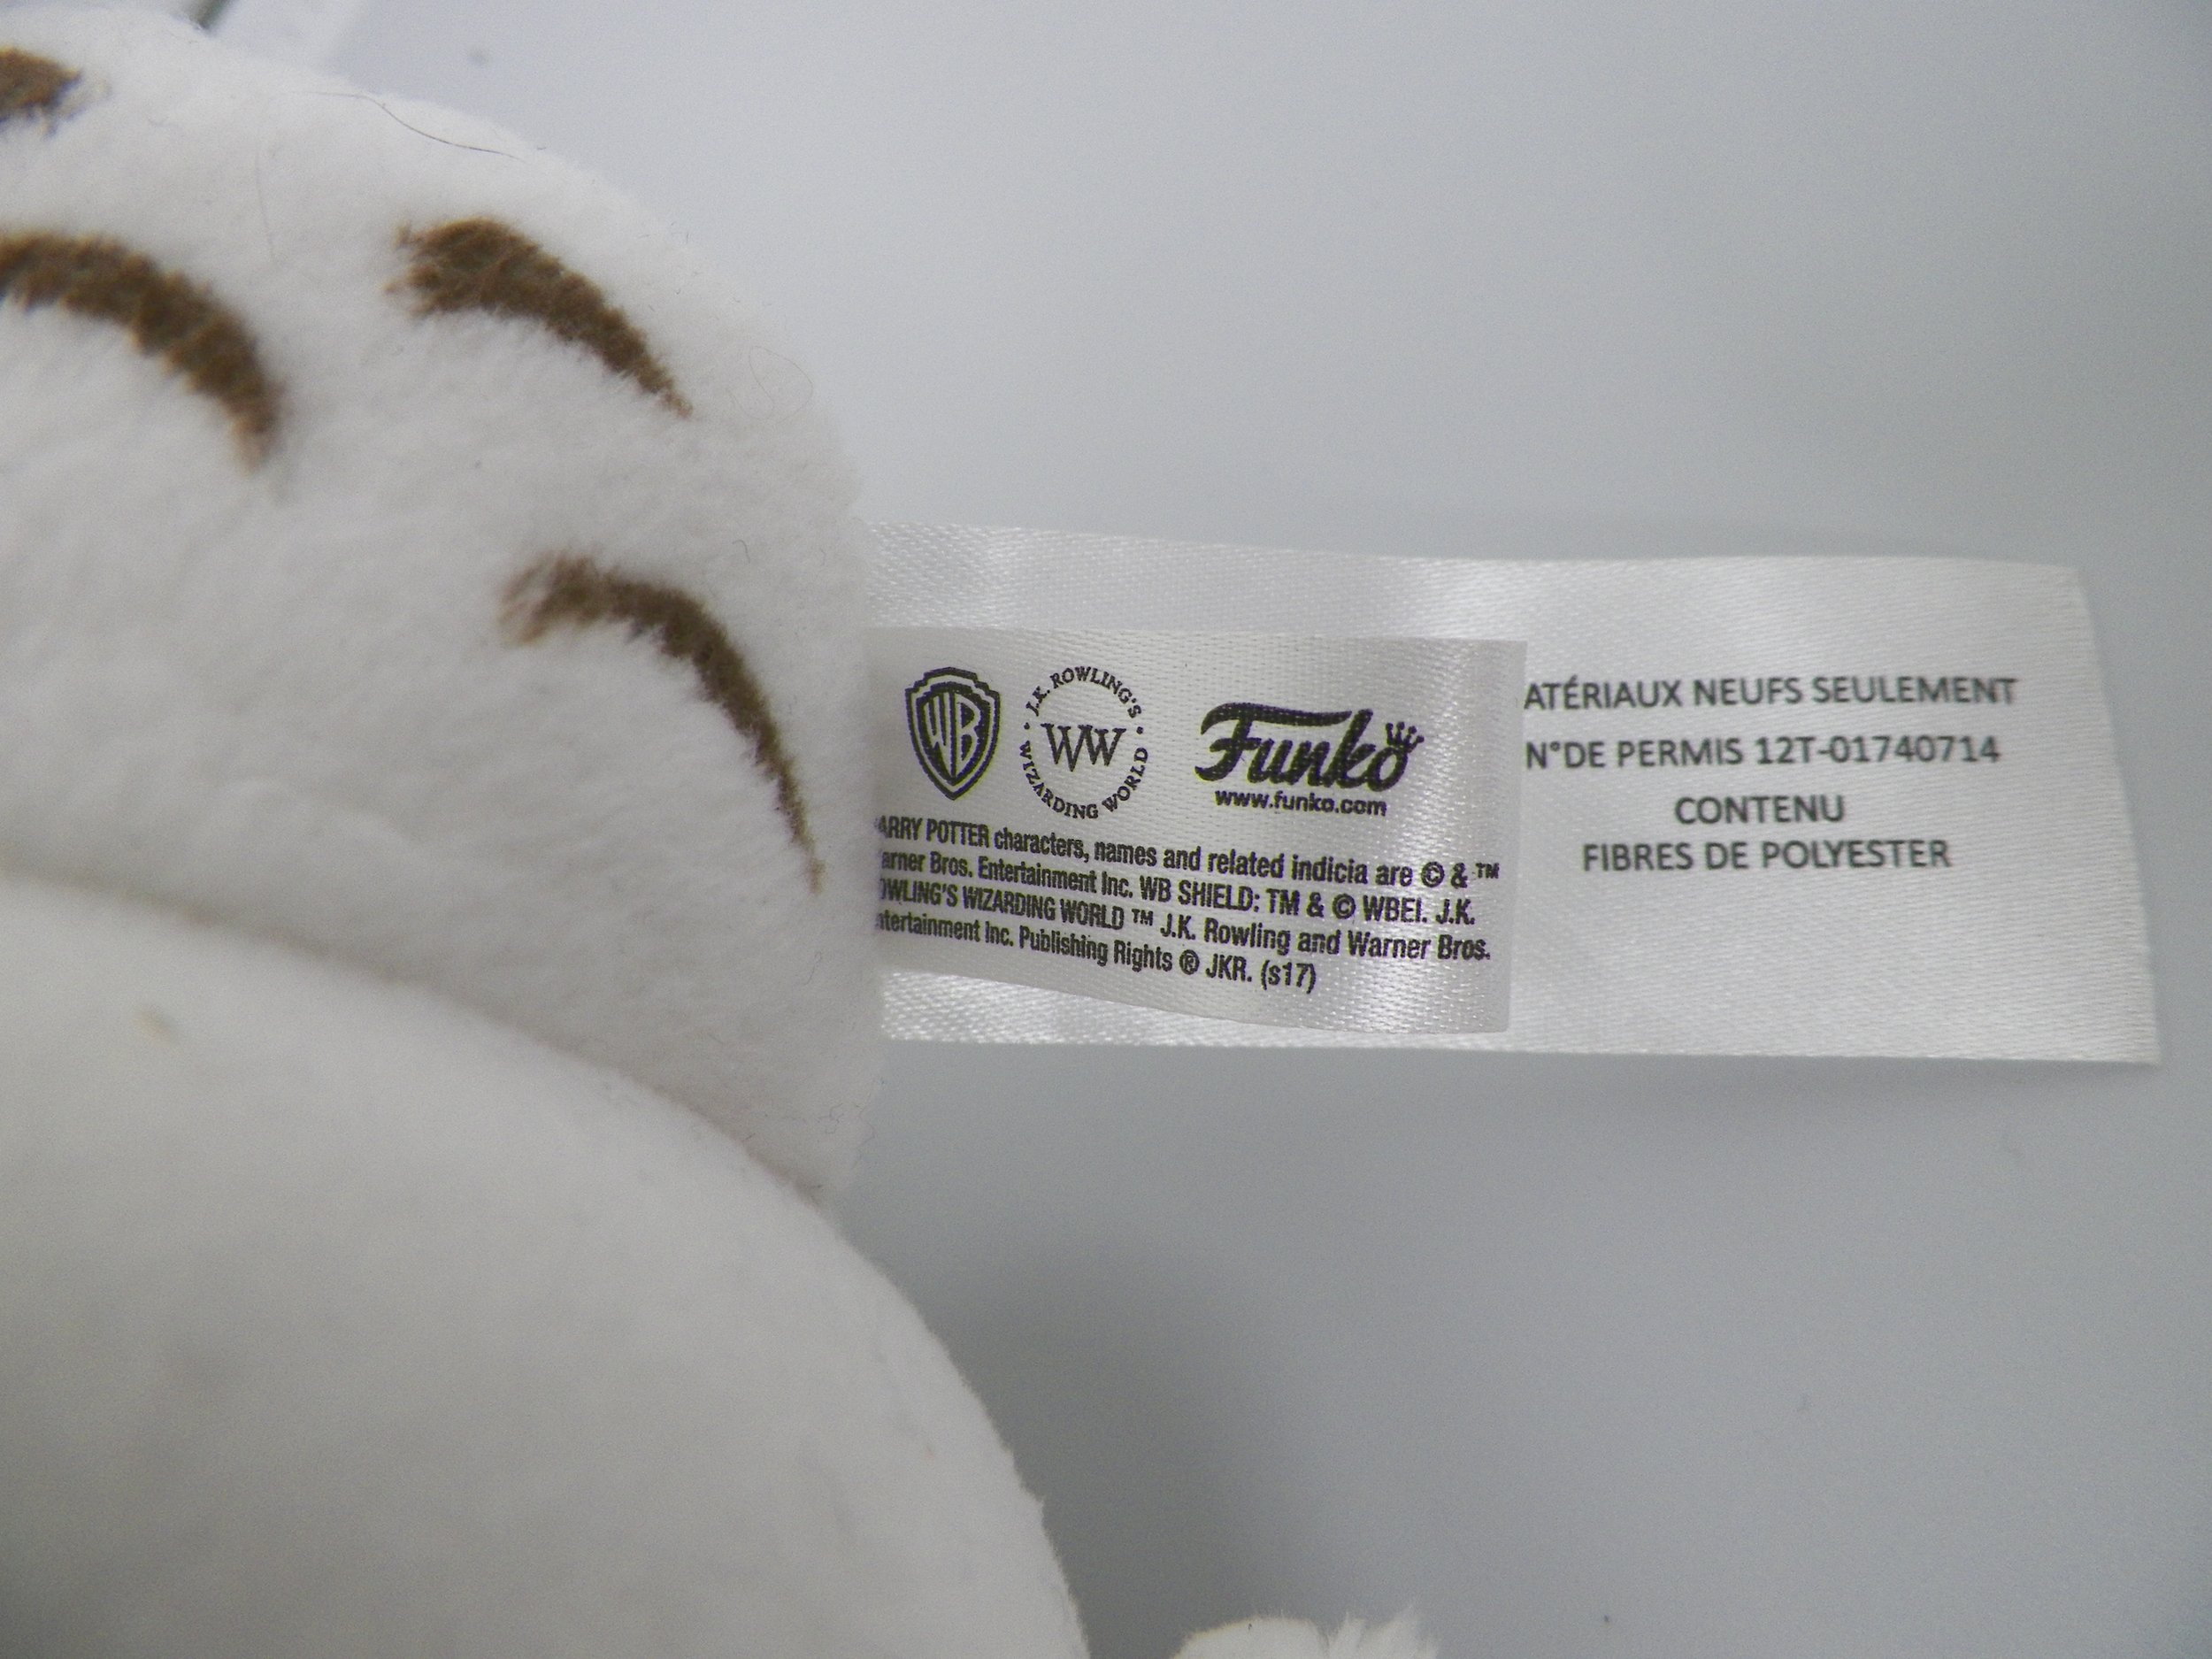 WB
J.K. ROWLING'S
WW
WIZARDING WORLD
Funko
www.funko.com
ARRY POTTER characters, names and related indicia are © & ™
arner Bros. Entertainment Inc. WB SHIELD: TM & © WBEI. J.K.
OWLING'S WIZARDING WORLD ™ J.K. Rowling and Warner Bros.
ntertainment Inc. Publishing Rights ® JKR. (s17)
ATÉRIAUX NEUFS SEULEMENT
N°DE PERMIS 12T-01740714
CONTENU
FIBRES DE POLYESTER